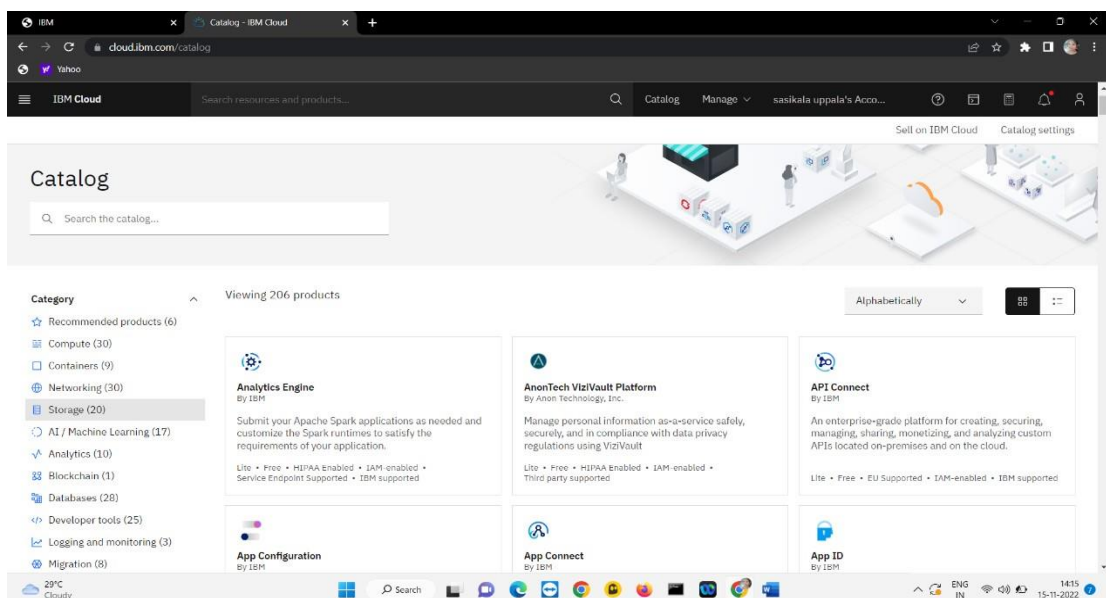 IBM
Catalog - IBM Cloud
cloud.ibm.com/catalog
Yahoo
IBM Cloud
Search resources and products...
Catalog
Manage
sasikala uppala's Acco...
Sell on IBM Cloud
Catalog settings
Catalog
Search the catalog...
Category
Recommended products (6)
Compute (30)
Containers (9)
Networking (30)
Storage (20)
AI / Machine Learning (17)
Analytics (10)
Blockchain (1)
Databases (28)
Developer tools (25)
Logging and monitoring (3)
Migration (8)
Viewing 206 products
Alphabetically
Analytics Engine
By IBM
Submit your Apache Spark applications as needed and
customize the Spark runtimes to satisfy the
requirements of your application.
Lite • Free • HIPAA Enabled • IAM-enabled •
Service Endpoint Supported • IBM supported
AnonTech ViziVault Platform
By Anon Technology, Inc.
Manage personal information as-a-service safely,
securely, and in compliance with data privacy
regulations using ViziVault
Lite • Free • HIPAA Enabled • IAM-enabled •
Third party supported
API Connect
By IBM
An enterprise-grade platform for creating, securing,
managing, sharing, monetizing, and analyzing custom
APIs located on-premises and on the cloud.
Lite • Free • EU Supported • IAM-enabled • IBM supported
App Configuration
By IBM
App Connect
By IBM
App ID
By IBM
29°C
Cloudy
Search
ENG
IN
14:15
15-11-2022